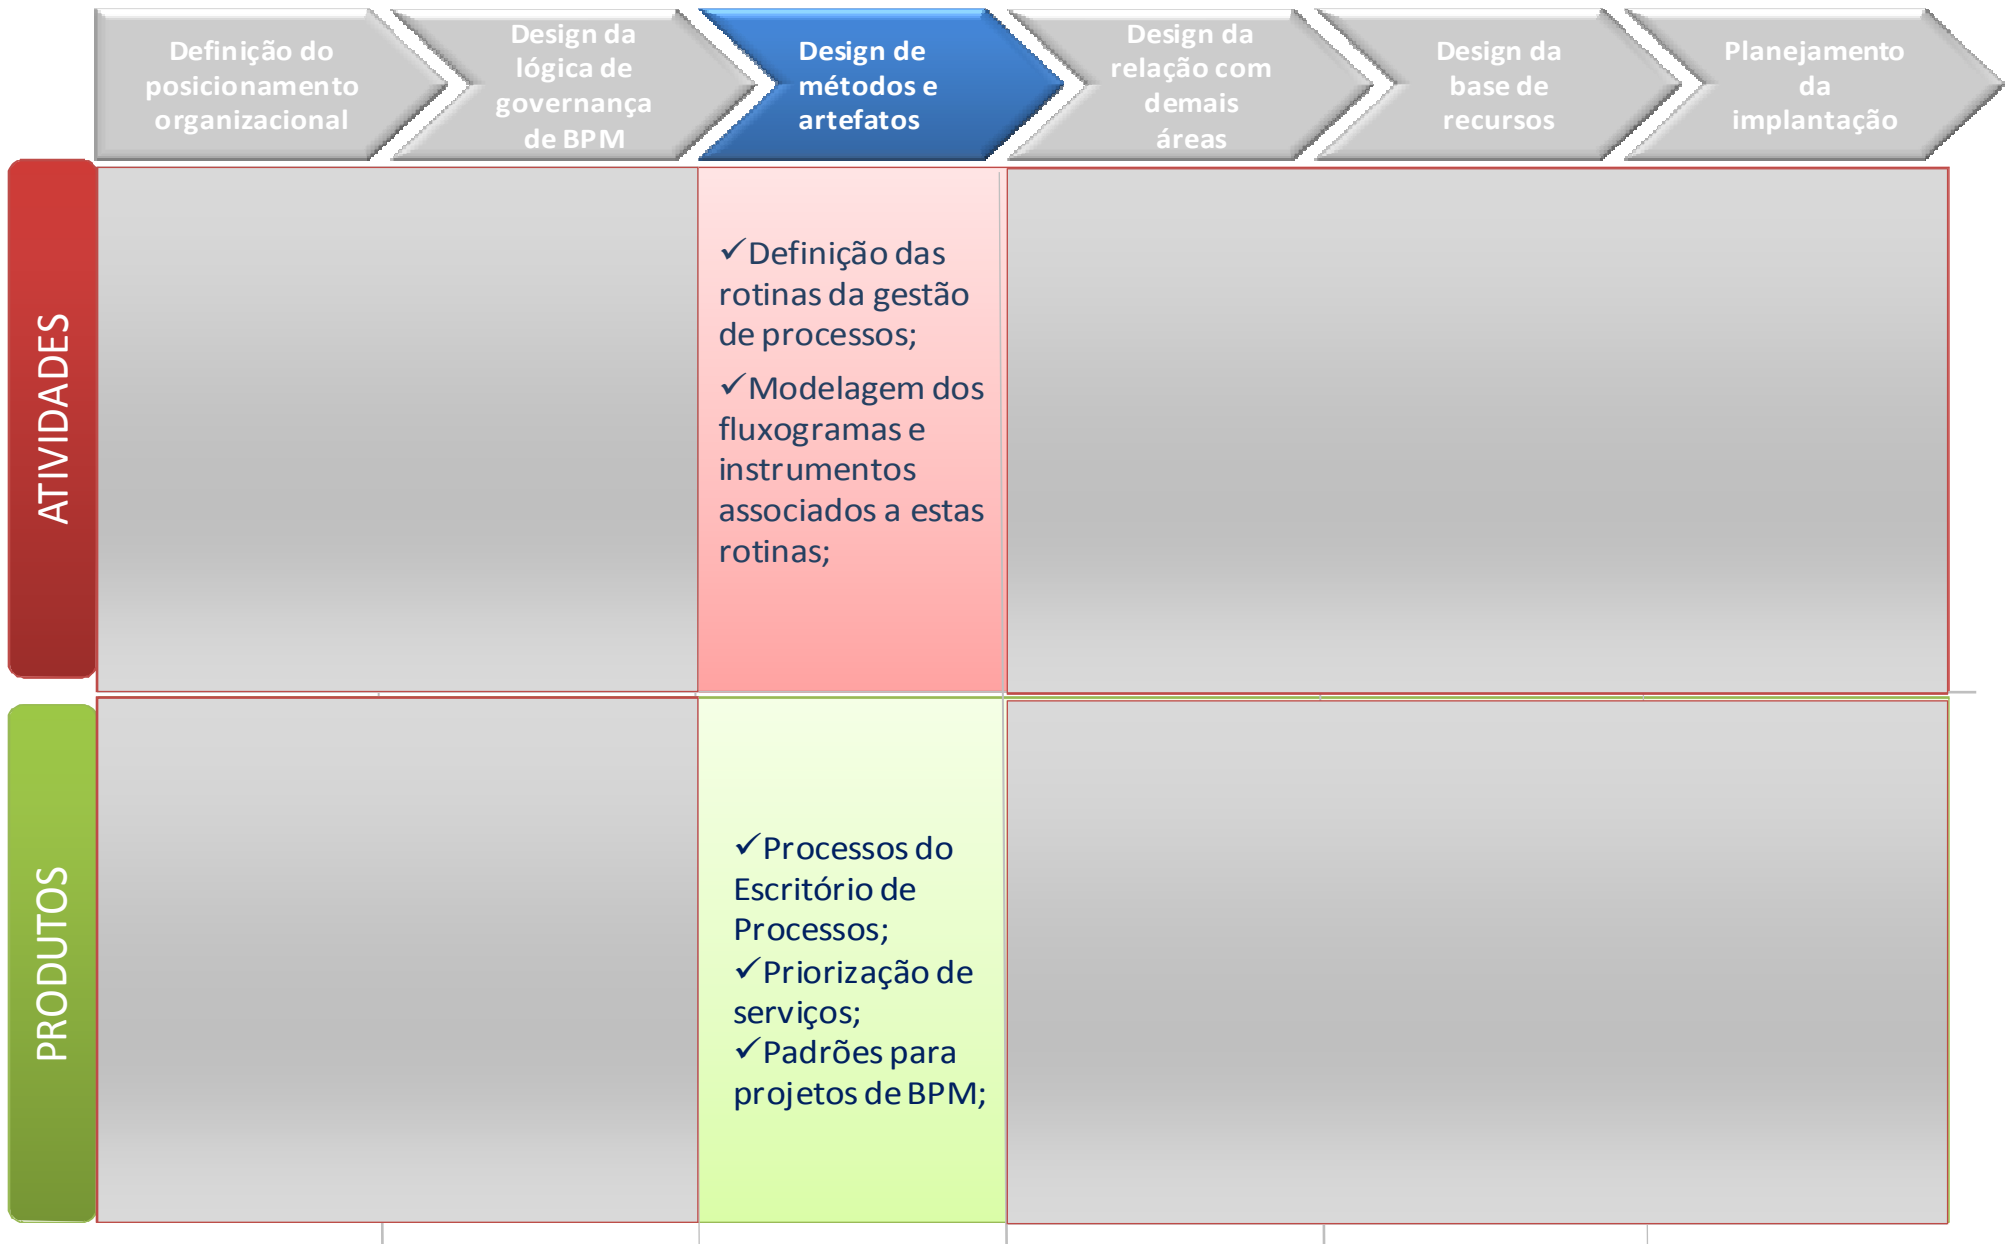 Definição do
posicionamento
organizacional
Design da
lógica de
governança
de BPM
Design de
métodos e
artefatos
Design da
relação com
demais
áreas
Design da
base de
recursos
Planejamento
da
implantação
ATIVIDADES
✓Definição das
rotinas da gestão
de processos;
✓Modelagem dos
fluxogramas e
instrumentos
associados a estas
rotinas;
PRODUTOS
✓Processos do
Escritório de
Processos;
✓Priorização de
serviços;
✓Padrões para
projetos de BPM;